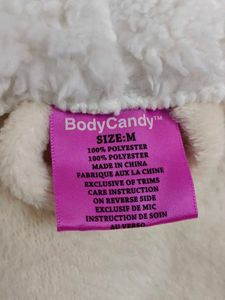 BodyCandy™
SIZE:M
100% POLYESTER
100% POLYESTER
MADE IN CHINA
FABRIQUE AUX LA CHINE
EXCLUSIVE OF TRIMS
CARE INSTRUCTION
ON REVERSE SIDE
EXCLUSIF DE MIC
INSTRUCTION DE SOIN
AU VERSO